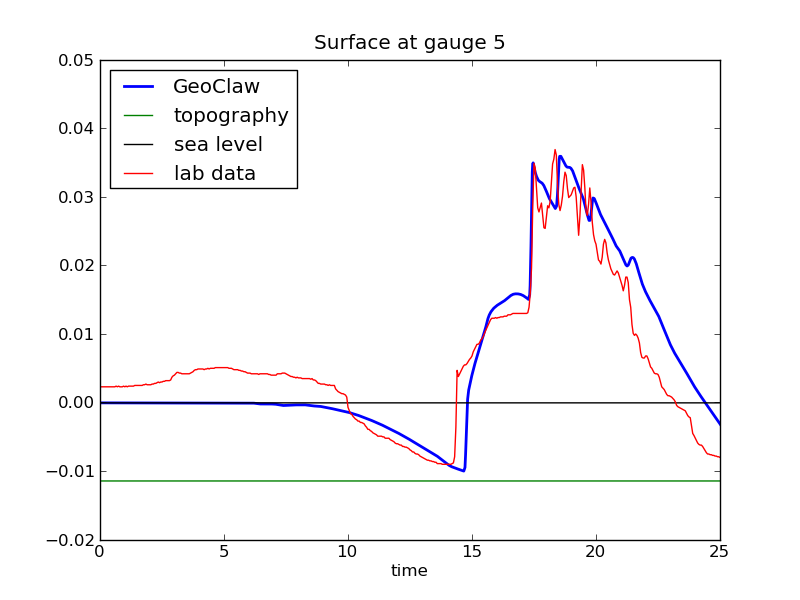 Surface at gauge 5
0.05
0.04
0.03
0.02
0.01
0.00
−0.01
−0.02
GeoClaw
topography
sea level
lab data
0 5 10 15 20 25
time